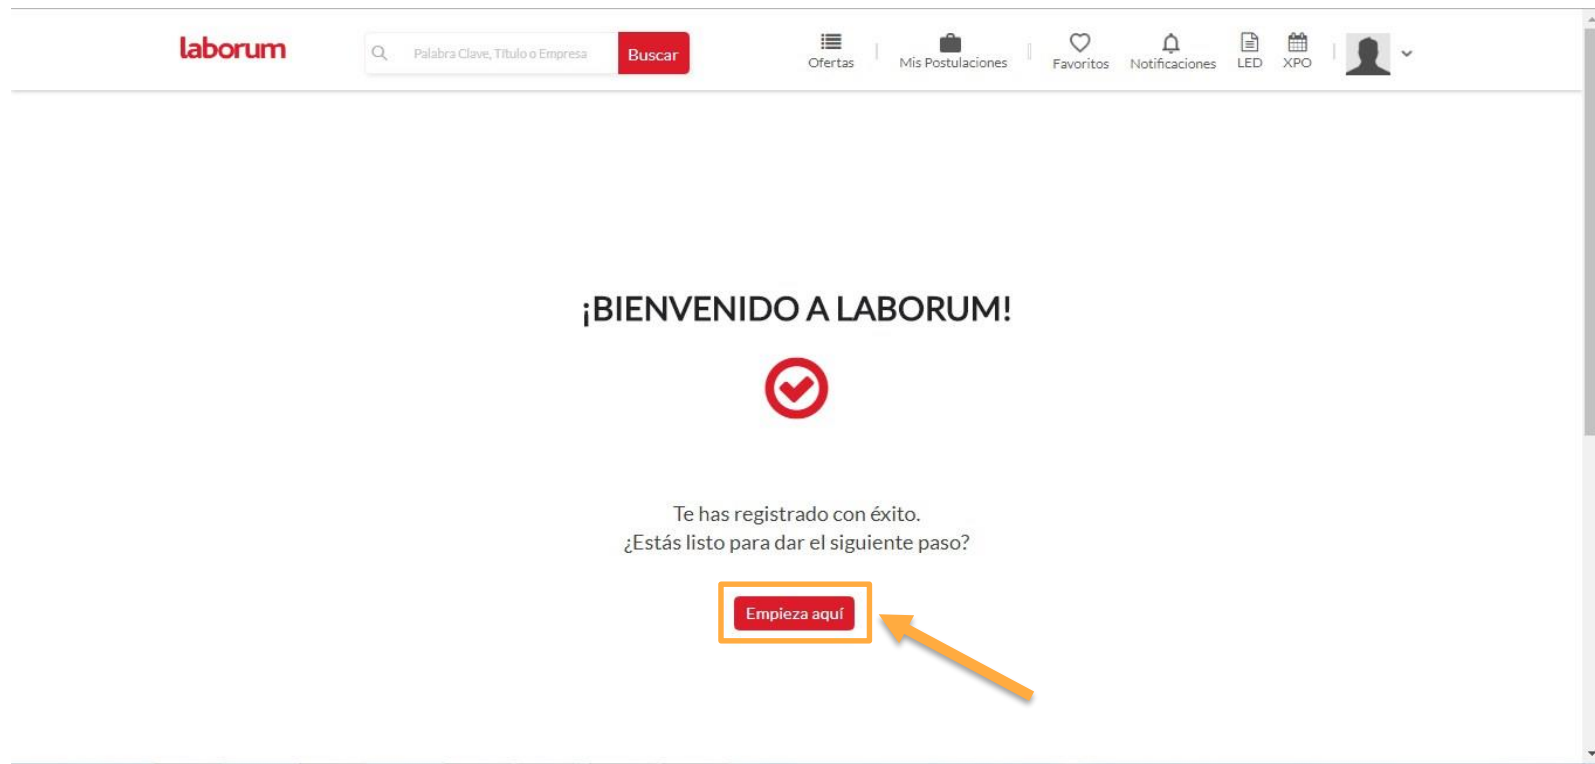 laborum
Palabra Clave, Título o Empresa
Buscar
Ofertas
Mis Postulaciones
Favoritos
Notificaciones
LED
XPO
¡BIENVENIDO A LABORUM!
Te has registrado con éxito.
¿Estás listo para dar el siguiente paso?
Empieza aquí